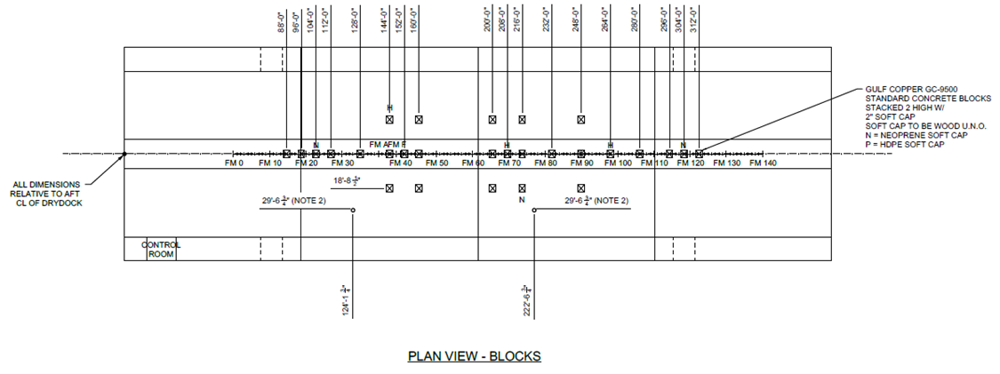 88'-0"
96'-0"
104'-0"
112'-0"
128'-0"
144'-0"
152'-0"
160'-0"
200'-0"
208'-0"
216'-0"
232'-0"
248'-0"
264'-0"
280'-0"
296'-0"
304'-0"
312'-0"
GULF COPPER GC-9500
STANDARD CONCRETE BLOCKS
STACKED 2 HIGH W/
2" SOFT CAP
SOFT CAP TO BE WOOD U.N.O.
N = NEOPRENE SOFT CAP
P = HDPE SOFT CAP
H
N
FM A
FM F
H
H
N
FM 0
FM 10
FM 20
FM 30
FM 40
FM 50
FM 60
FM 70
FM 80
FM 90
FM 100
FM 110
FM 120
FM 130
FM 140
ALL DIMENSIONS
RELATIVE TO AFT
CL OF DRYDOCK
18'-8 1/2"
N
29'-6 3/4" (NOTE 2)
29'-6 3/4" (NOTE 2)
CONTROL
ROOM
124'-1 3/4"
222'-6 3/4"
PLAN VIEW - BLOCKS